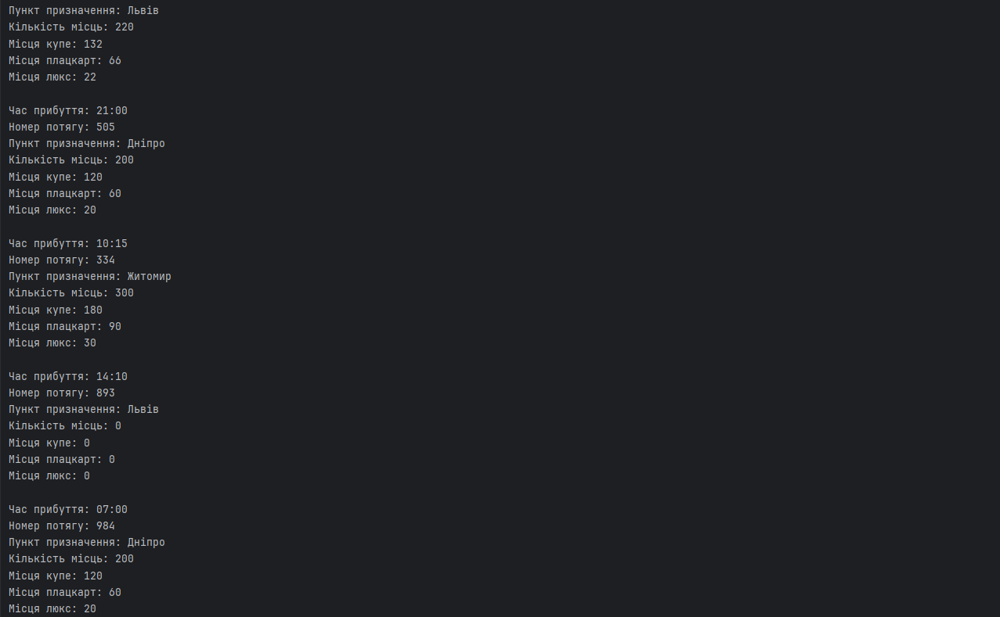 Пункт призначення: Львів
Кількість місць: 220
Місця купе: 132
Місця плацкарт: 66
Місця люкс: 22
Час прибуття: 21:00
Номер потягу: 505
Пункт призначення: Дніпро
Кількість місць: 200
Місця купе: 120
Місця плацкарт: 60
Місця люкс: 20
Час прибуття: 10:15
Номер потягу: 334
Пункт призначення: Житомир
Кількість місць: 300
Місця купе: 180
Місця плацкарт: 90
Місця люкс: 30
Час прибуття: 14:10
Номер потягу: 893
Пункт призначення: Львів
Кількість місць: 0
Місця купе: 0
Місця плацкарт: 0
Місця люкс: 0
Час прибуття: 07:00
Номер потягу: 984
Пункт призначення: Дніпро
Кількість місць: 200
Місця купе: 120
Місця плацкарт: 60
Місця люкс: 20